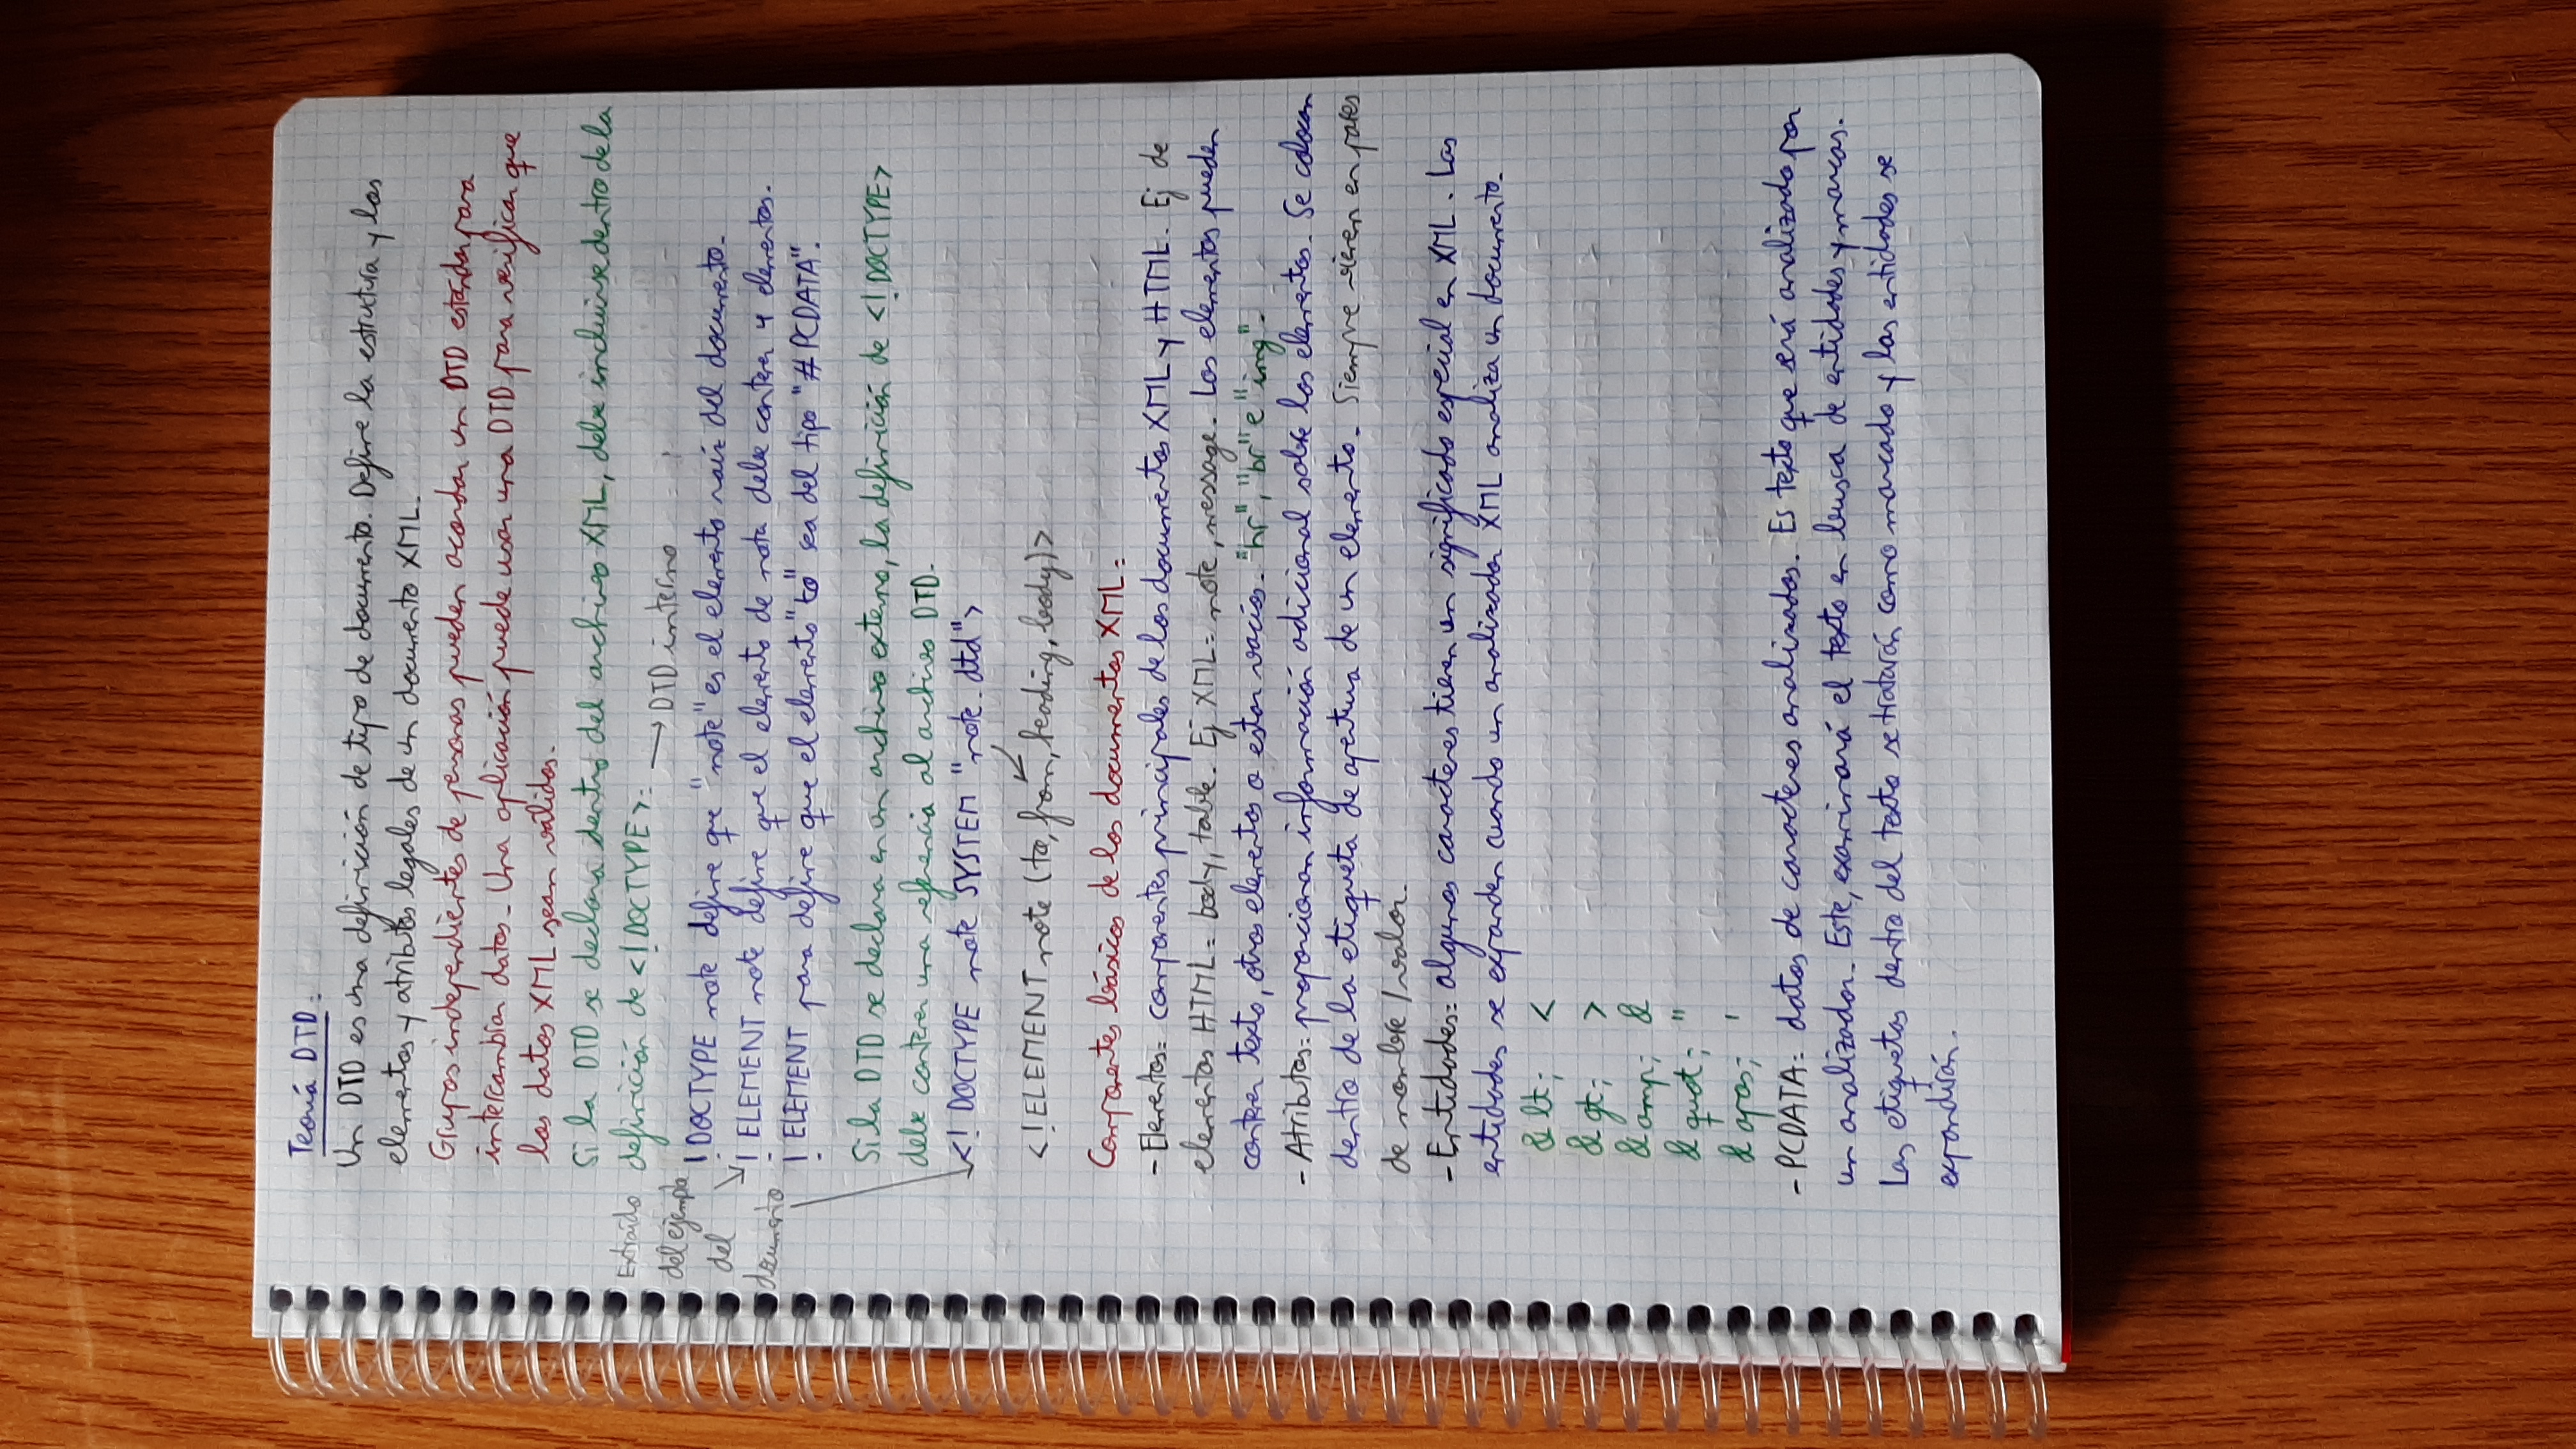 Teoría DTD:
Un DTD es una definición de tipo de documento. Define la estructura y los
elementos y atributos legales de un documento XML.
Grupos independientes de personas pueden acordar un DTD estándar para
intercambiar datos. Una aplicación puede usar una DTD para verificar que
los datos XML sean válidos.
Si la DTD se declara dentro del archivo XML, debe incluirse dentro de la
definición de <!DOCTYPE>:
→ DTD interno
Extraído
del ejemplo
del
documento
!DOCTYPE note define que "note" es el elemento raíz del documento.
! ELEMENT note define que el elemento de nota debe contener 4 elementos.
! ELEMENT para define que el elemento "to" sea del tipo "#PCDATA".
Si la DTD se declara en un archivo externo, la definición de <!DOCTYPE>
debe contener una referencia al archivo DTD.
<! DOCTYPE note SYSTEM "note.dtd">
<!ELEMENT note (to, from, heading, body)>
Componentes básicos de los documentos XML:
- Elementos: componentes principales de los documentos XML y HTML. Ej de
elementos HTML: body, table. Ej XML: note, message. Los elementos pueden
contener texto, otros elementos o estar vacíos. "hr", "br" e "img".
- Atributos: proporcionan información adicional sobre los elementos. Se colocan
dentro de la etiqueta de apertura de un elemento. Siempre vienen en pares
de nombre / valor.
- Entidades: algunos caracteres tienen un significado especial en XML. Las
entidades se expanden cuando un analizador XML analiza un documento.
&lt; <
&gt; >
&amp; &
&quot; "
&apos; '
- PCDATA: datos de caracteres analizados. Es texto que será analizado por
un analizador. Este, examinará el texto en busca de entidades y marcas.
Las etiquetas dentro del texto se tratarán como marcado y las entidades se
expandirán.